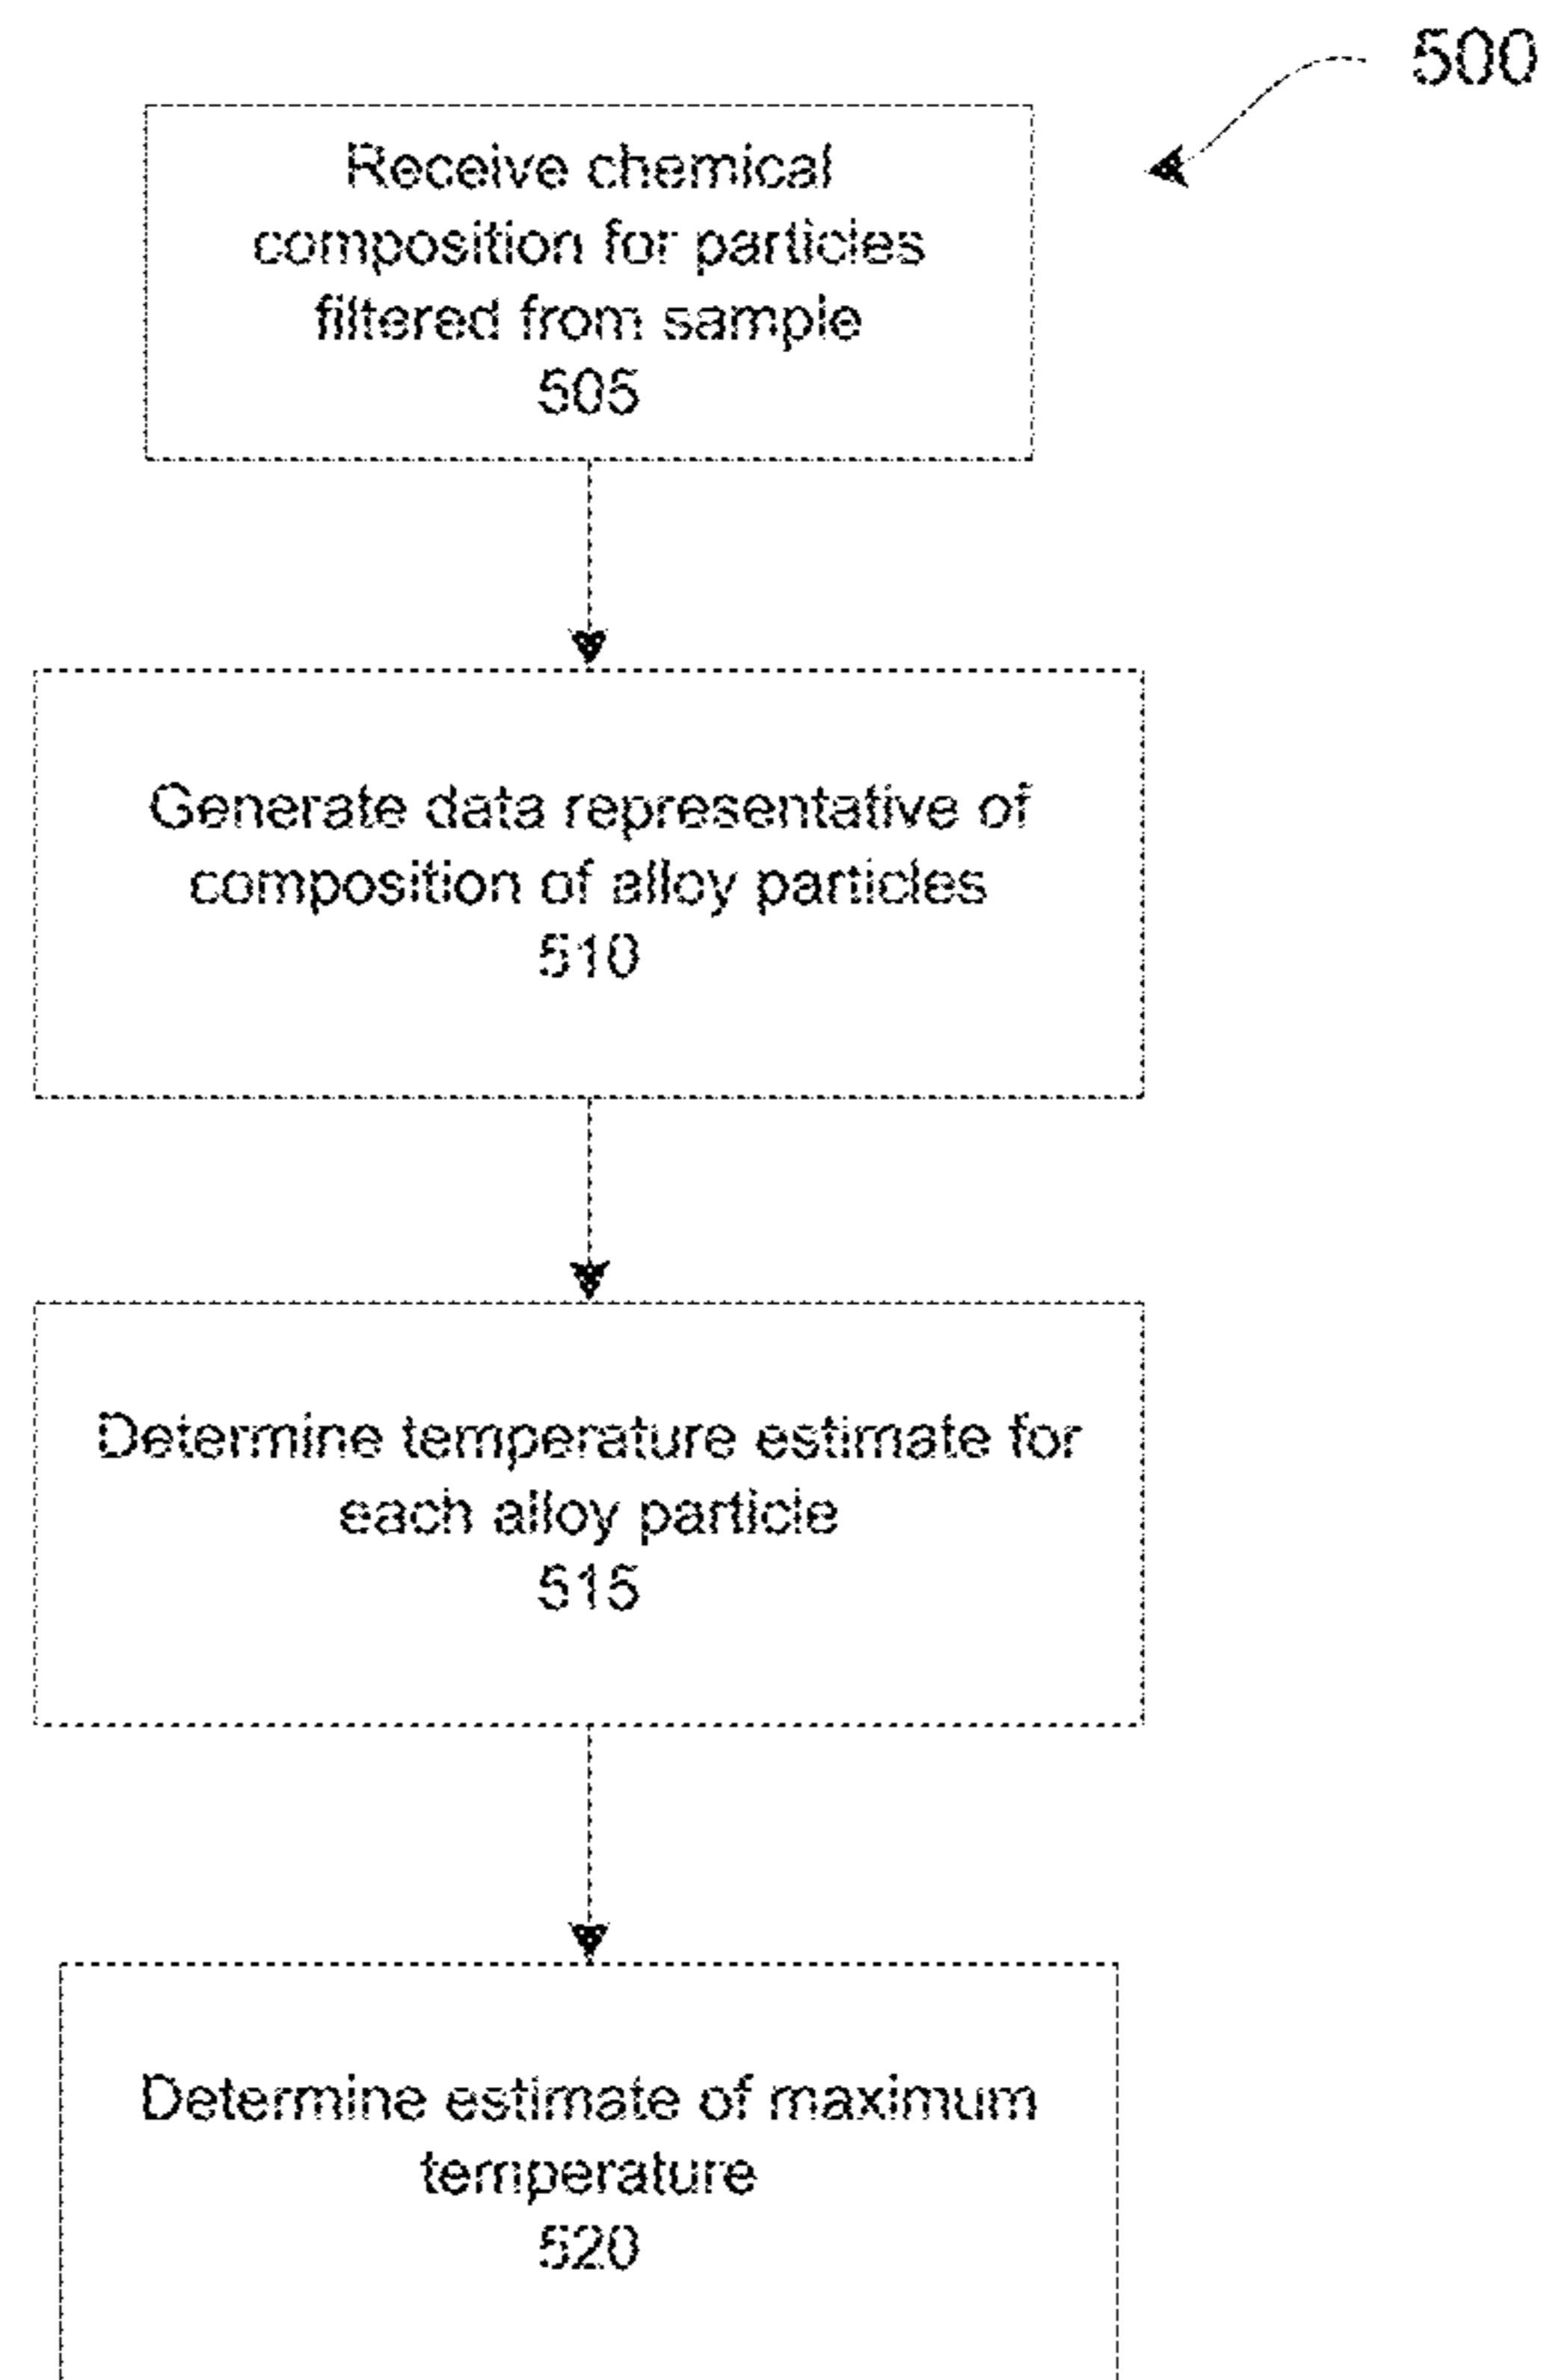 500
Receive chemical
composition for particles
filtered from sample
505
Generate data representative of
composition of alloy particles
510
Determine temperature estimate for
each alloy particle
515
Determine estimate of maximum
temperature
520